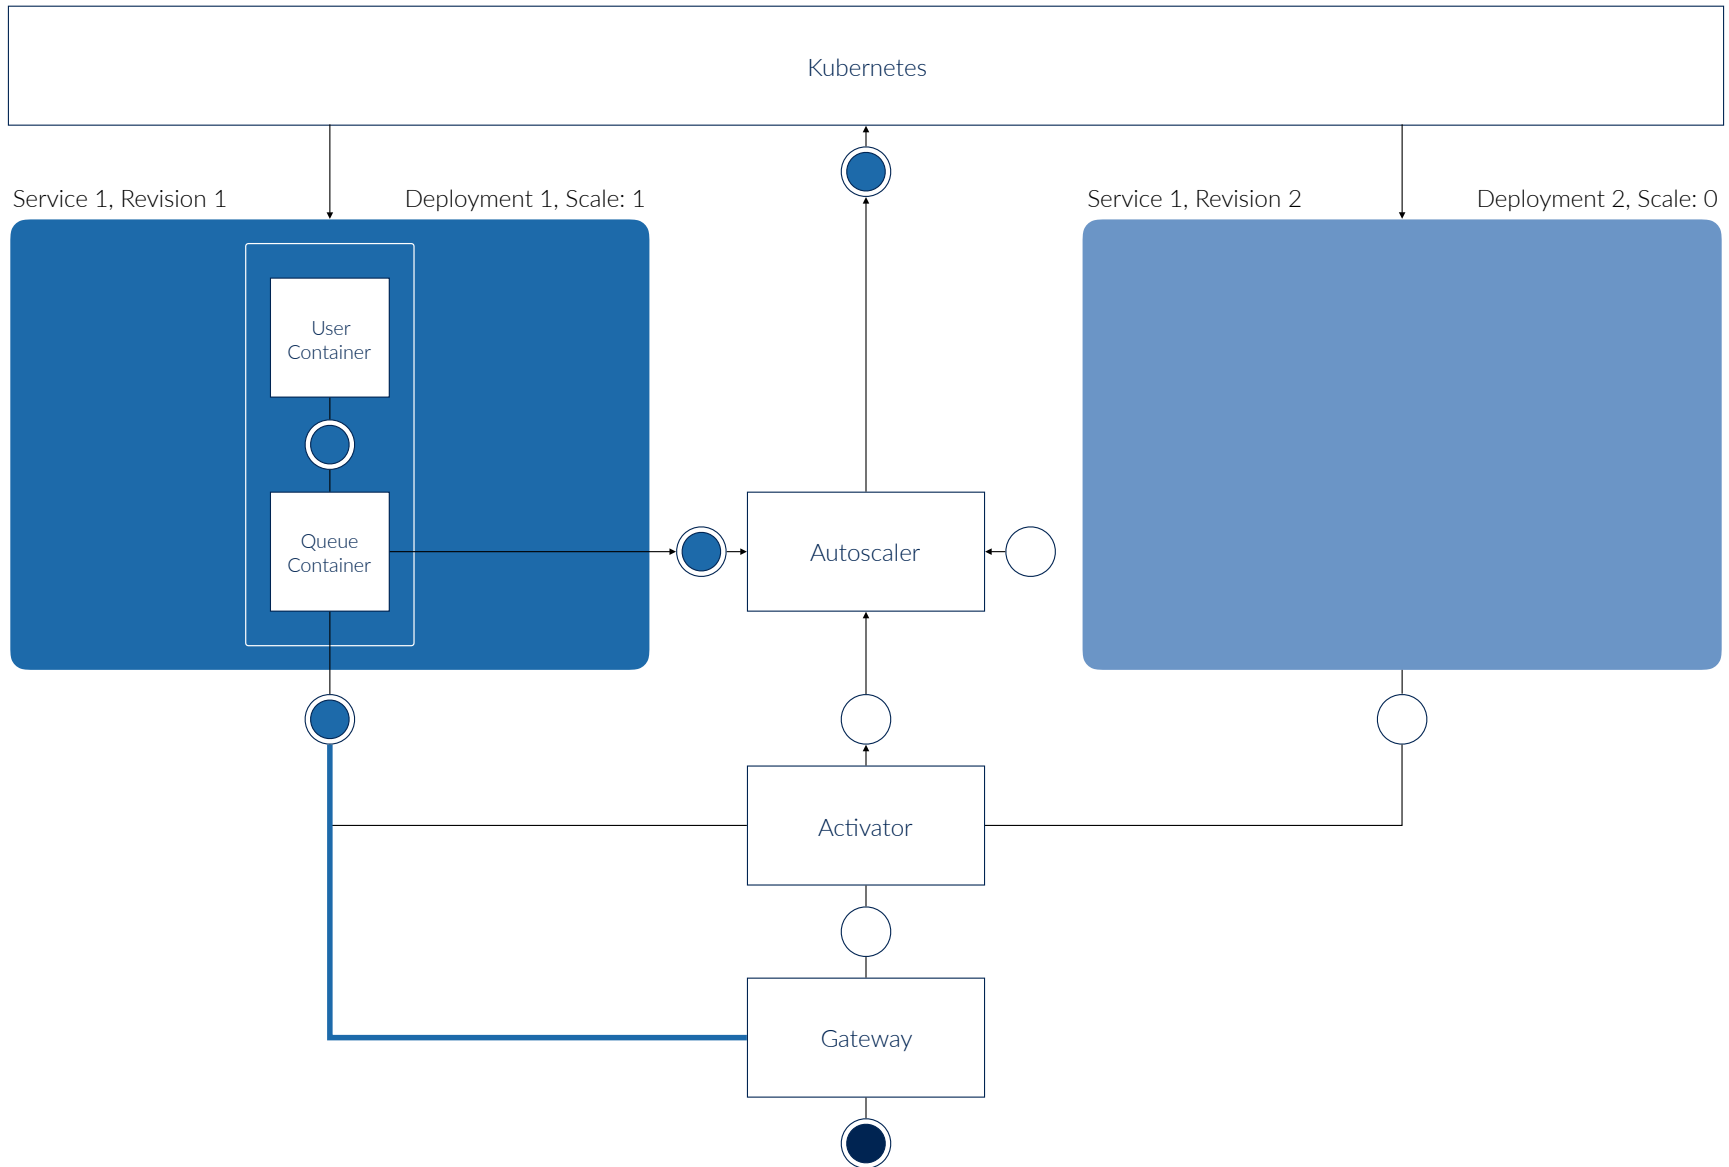 Kubernetes
Service 1, Revision 1
Deployment 1, Scale: 1
Service 1, Revision 2
Deployment 2, Scale: 0
User
Container
Queue
Container
Autoscaler
Activator
Gateway